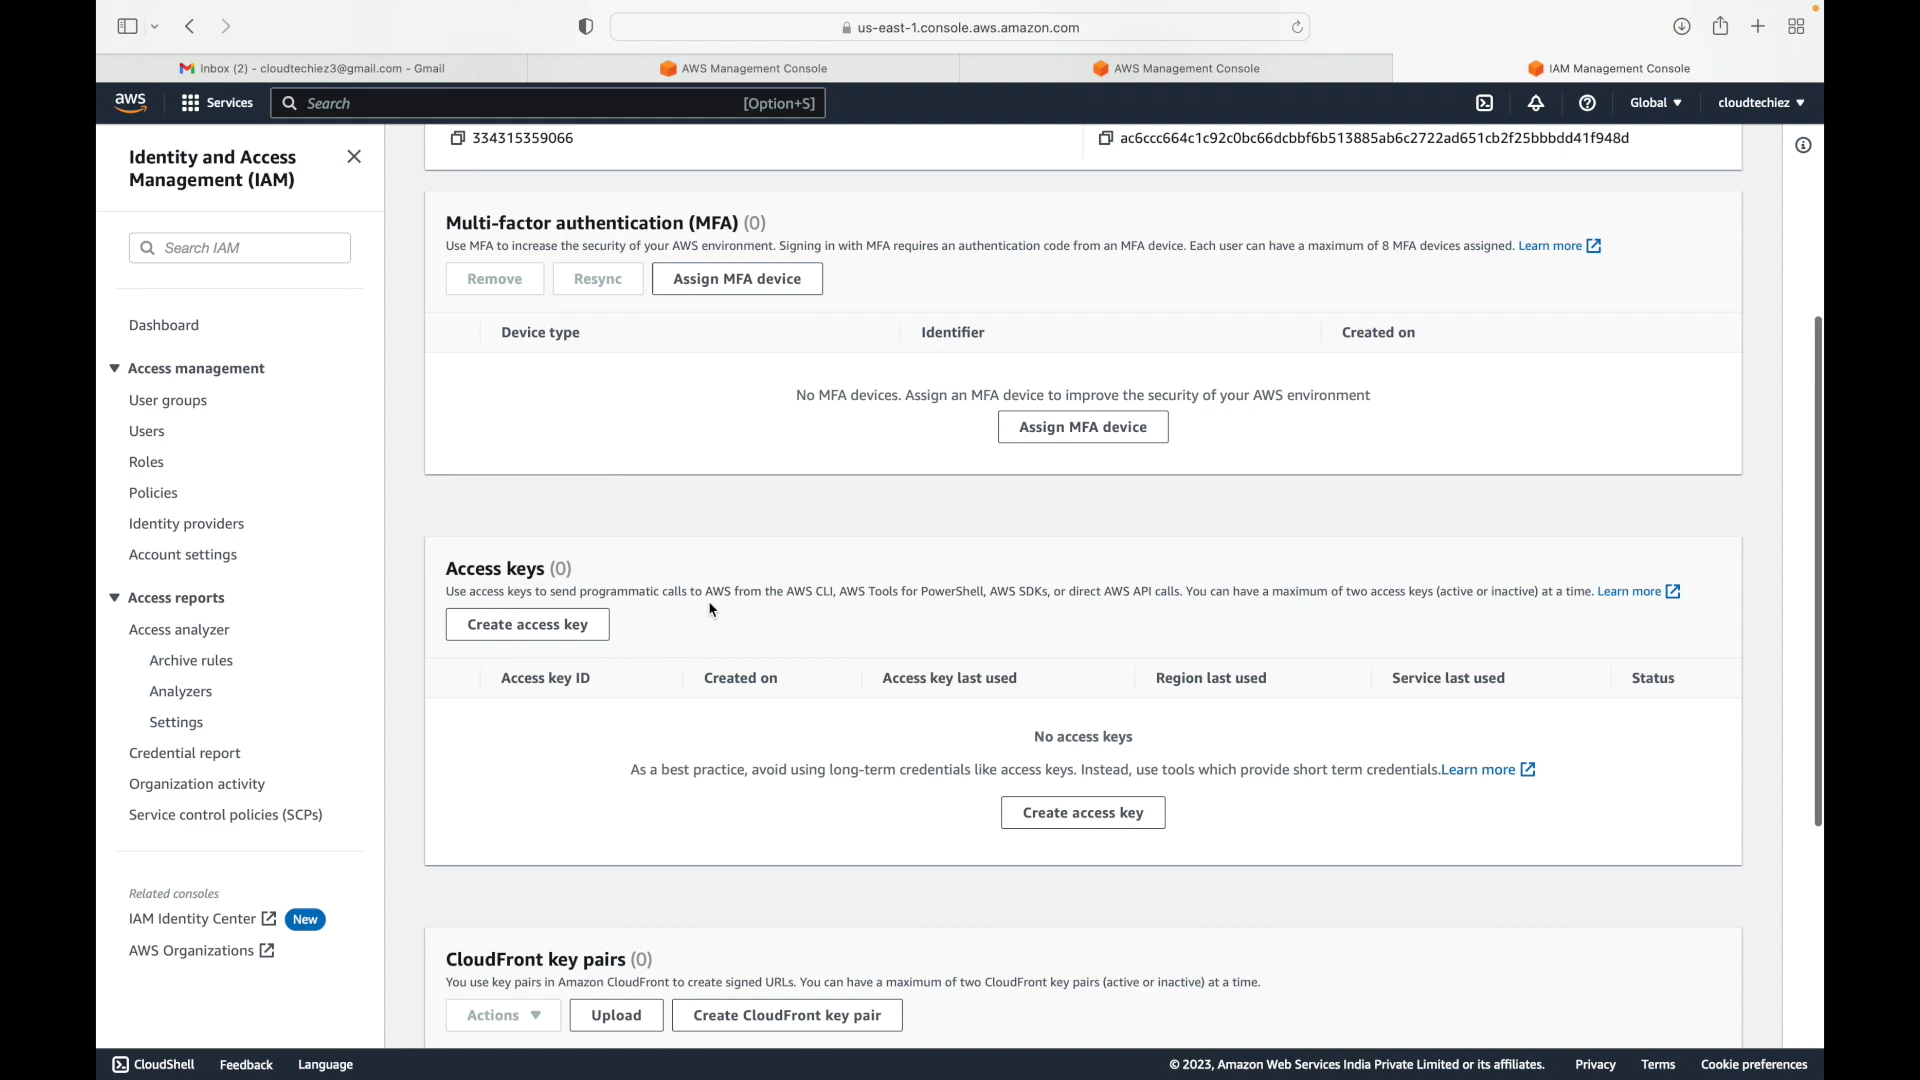 us-east-1.console.aws.amazon.com
Inbox (2) - cloudtechiez3@gmail.com - Gmail
AWS Management Console
AWS Management Console
IAM Management Console
aws
Services
Search
[Option+S]
Global
cloudtechiez
Identity and Access
Management (IAM)
Search IAM
Dashboard
Access management
User groups
Users
Roles
Policies
Identity providers
Account settings
Access reports
Access analyzer
Archive rules
Analyzers
Settings
Credential report
Organization activity
Service control policies (SCPs)
Related consoles
IAM Identity Center New
AWS Organizations
334315359066
ac6ccc664c1c92c0bc66dcbbf6b513885ab6c2722ad651cb2f25bbbdd41f948d
Multi-factor authentication (MFA) (0)
Use MFA to increase the security of your AWS environment. Signing in with MFA requires an authentication code from an MFA device. Each user can have a maximum of 8 MFA devices assigned. Learn more
Remove
Resync
Assign MFA device
Device type
Identifier
Created on
No MFA devices. Assign an MFA device to improve the security of your AWS environment
Assign MFA device
Access keys (0)
Use access keys to send programmatic calls to AWS from the AWS CLI, AWS Tools for PowerShell, AWS SDKs, or direct AWS API calls. You can have a maximum of two access keys (active or inactive) at a time. Learn more
Create access key
Access key ID
Created on
Access key last used
Region last used
Service last used
Status
No access keys
As a best practice, avoid using long-term credentials like access keys. Instead, use tools which provide short term credentials.Learn more
Create access key
CloudFront key pairs (0)
You use key pairs in Amazon CloudFront to create signed URLs. You can have a maximum of two CloudFront key pairs (active or inactive) at a time.
Actions
Upload
Create CloudFront key pair
CloudShell
Feedback
Language
© 2023, Amazon Web Services India Private Limited or its affiliates.
Privacy
Terms
Cookie preferences